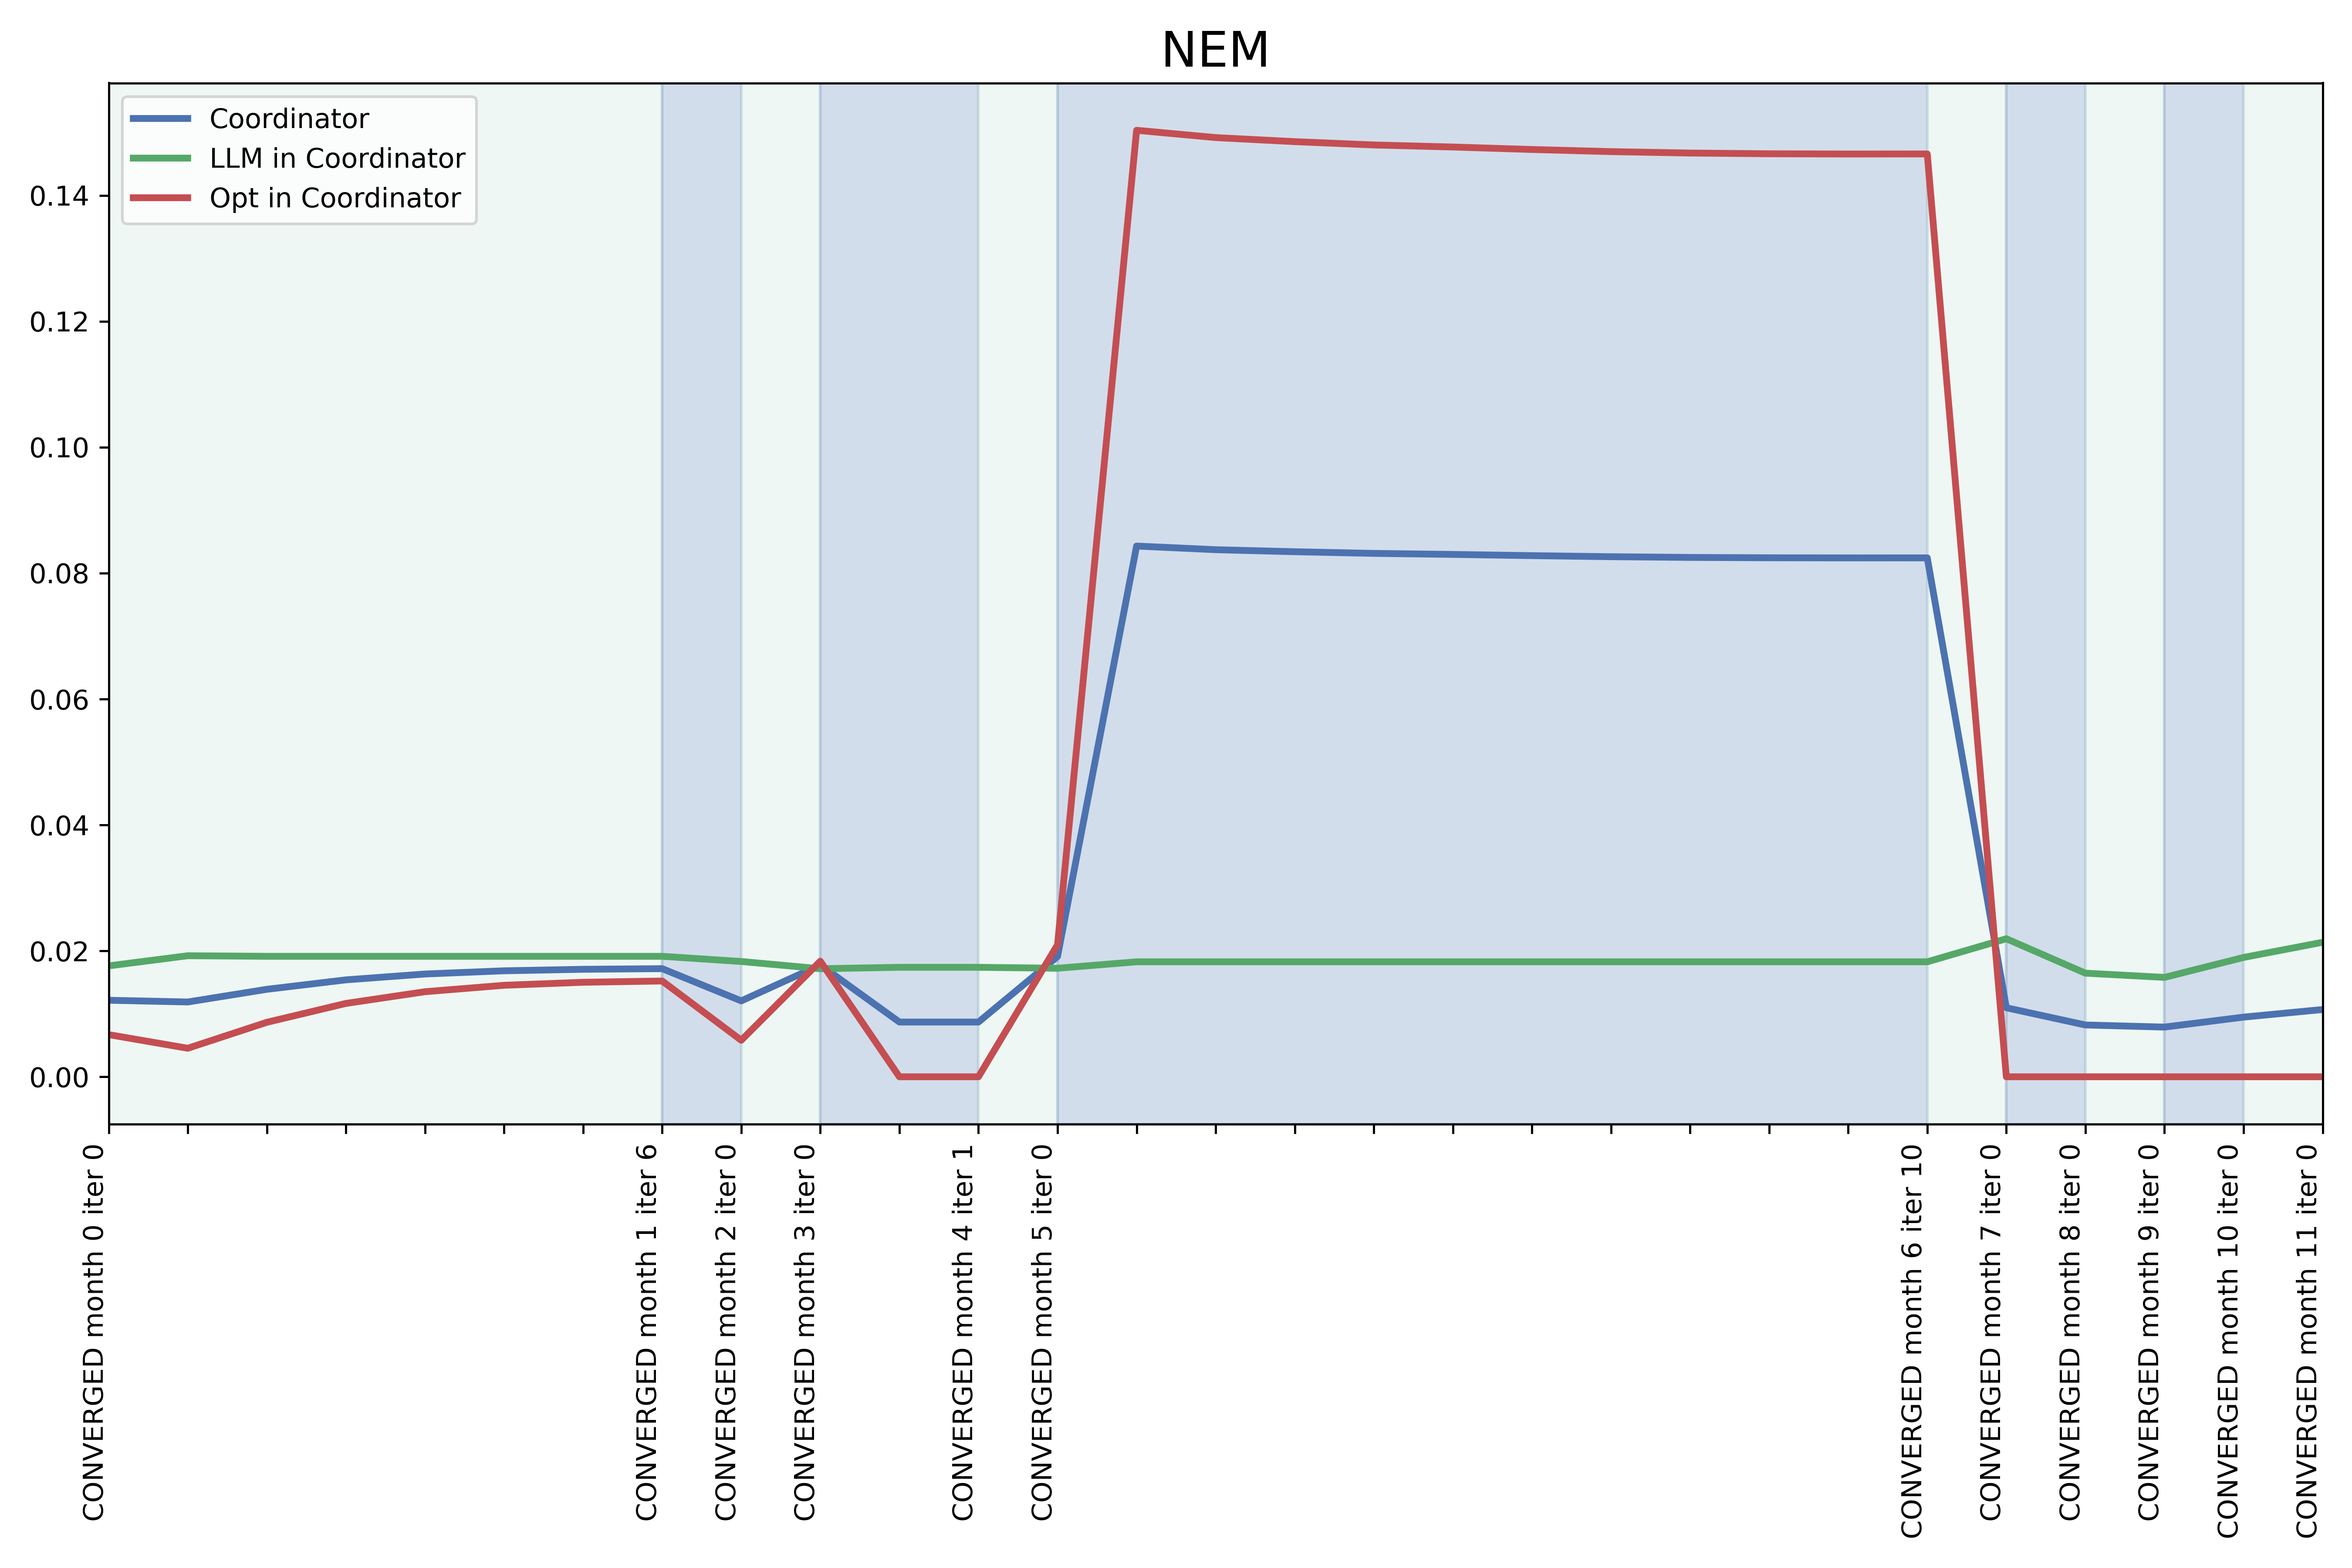 NEM
Coordinator
LLM in Coordinator
Opt in Coordinator
0.14
0.12
0.10
0.08
0.06
0.04
0.02
0.00
CONVERGED month 0 iter 0
CONVERGED month 1 iter 6
CONVERGED month 2 iter 0
CONVERGED month 3 iter 0
CONVERGED month 4 iter 1
CONVERGED month 5 iter 0
CONVERGED month 6 iter 10
CONVERGED month 7 iter 0
CONVERGED month 8 iter 0
CONVERGED month 9 iter 0
CONVERGED month 10 iter 0
CONVERGED month 11 iter 0